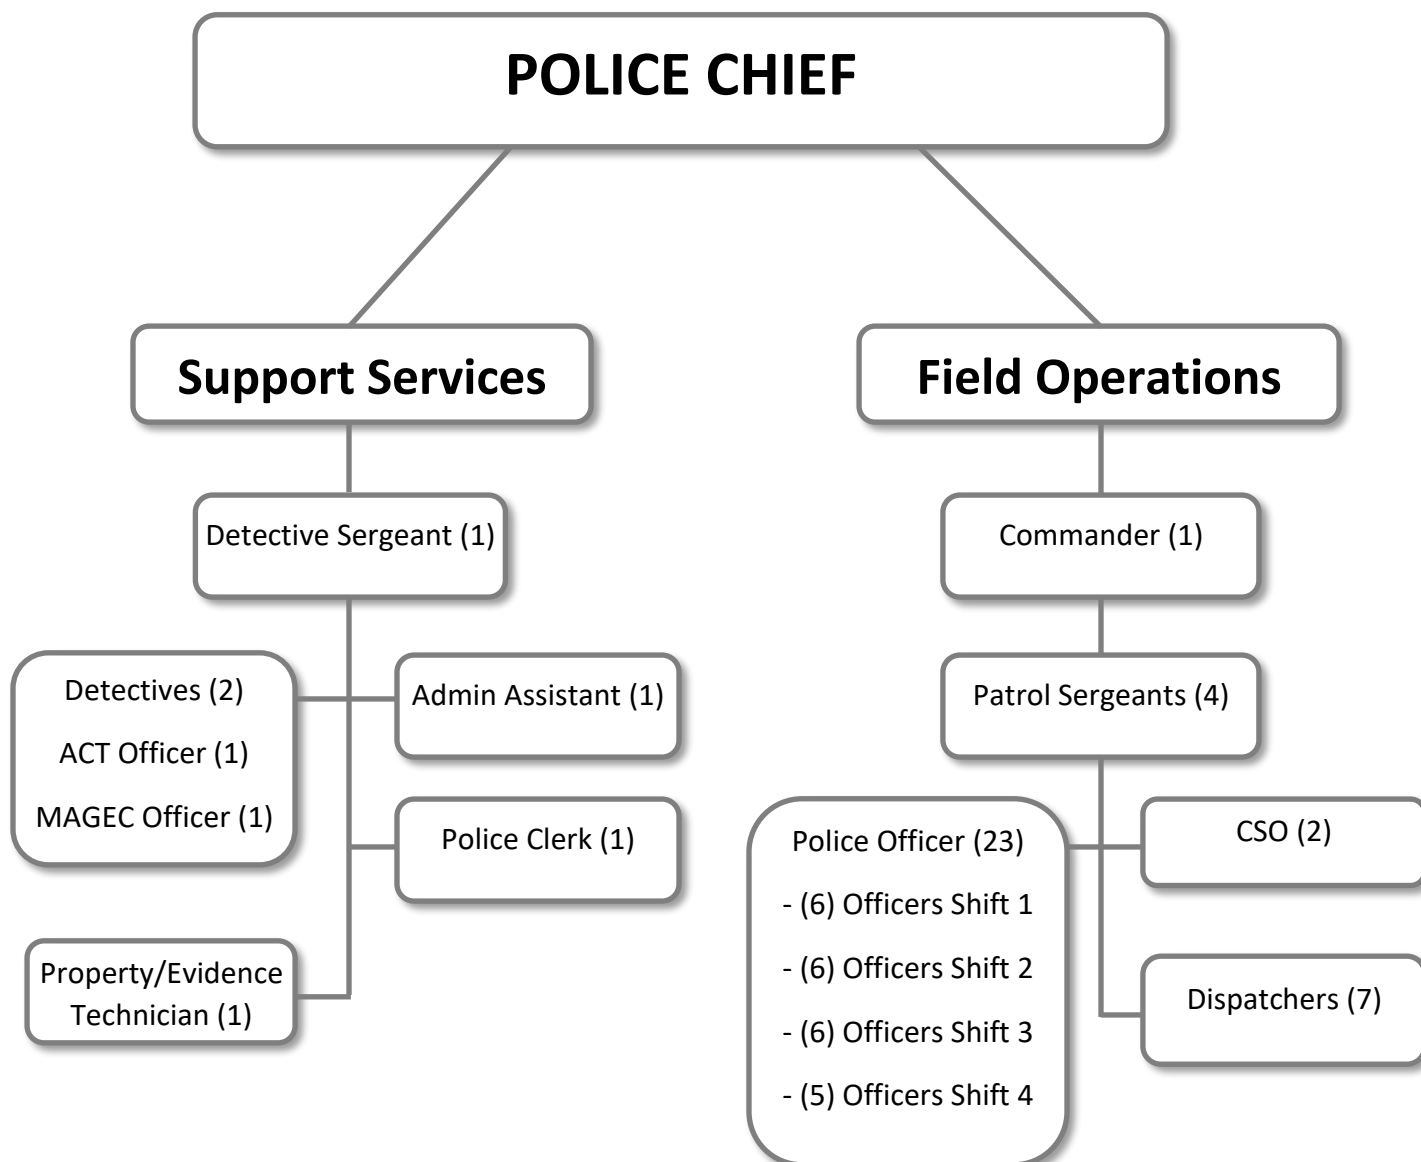 POLICE CHIEF
Support Services
Field Operations
Detective Sergeant (1)
Commander (1)
Detectives (2)
ACT Officer (1)
MAGEC Officer (1)
Admin Assistant (1)
Patrol Sergeants (4)
Police Clerk (1)
Police Officer (23)
- (6) Officers Shift 1
- (6) Officers Shift 2
- (6) Officers Shift 3
- (5) Officers Shift 4
CSO (2)
Property/Evidence
Technician (1)
Dispatchers (7)